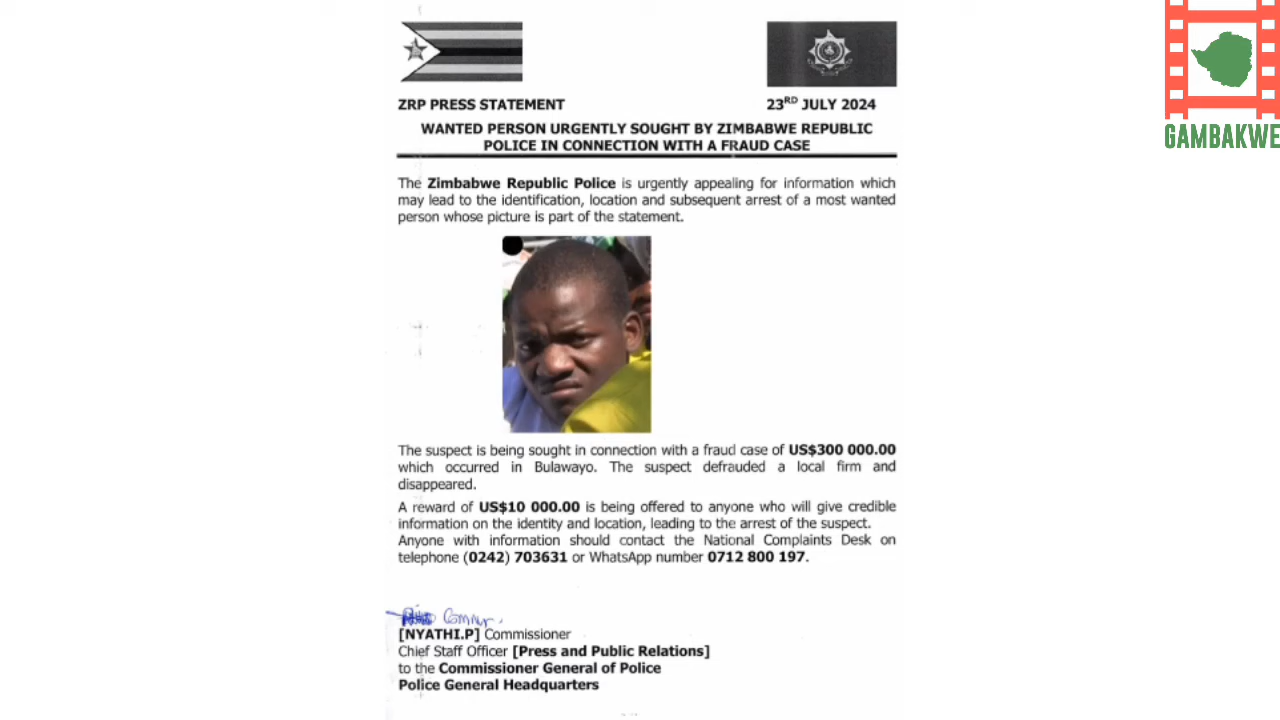 GAMBAKWE
ZRP PRESS STATEMENT 23RD JULY 2024
WANTED PERSON URGENTLY SOUGHT BY ZIMBABWE REPUBLIC
POLICE IN CONNECTION WITH A FRAUD CASE
The Zimbabwe Republic Police is urgently appealing for information which
may lead to the identification, location and subsequent arrest of a most wanted
person whose picture is part of the statement.
The suspect is being sought in connection with a fraud case of US$300 000.00
which occurred in Bulawayo. The suspect defrauded a local firm and
disappeared.
A reward of US$10 000.00 is being offered to anyone who will give credible
information on the identity and location, leading to the arrest of the suspect.
Anyone with information should contact the National Complaints Desk on
telephone (0242) 703631 or WhatsApp number 0712 800 197.
[NYATHI.P] Commissioner
Chief Staff Officer [Press and Public Relations]
to the Commissioner General of Police
Police General Headquarters